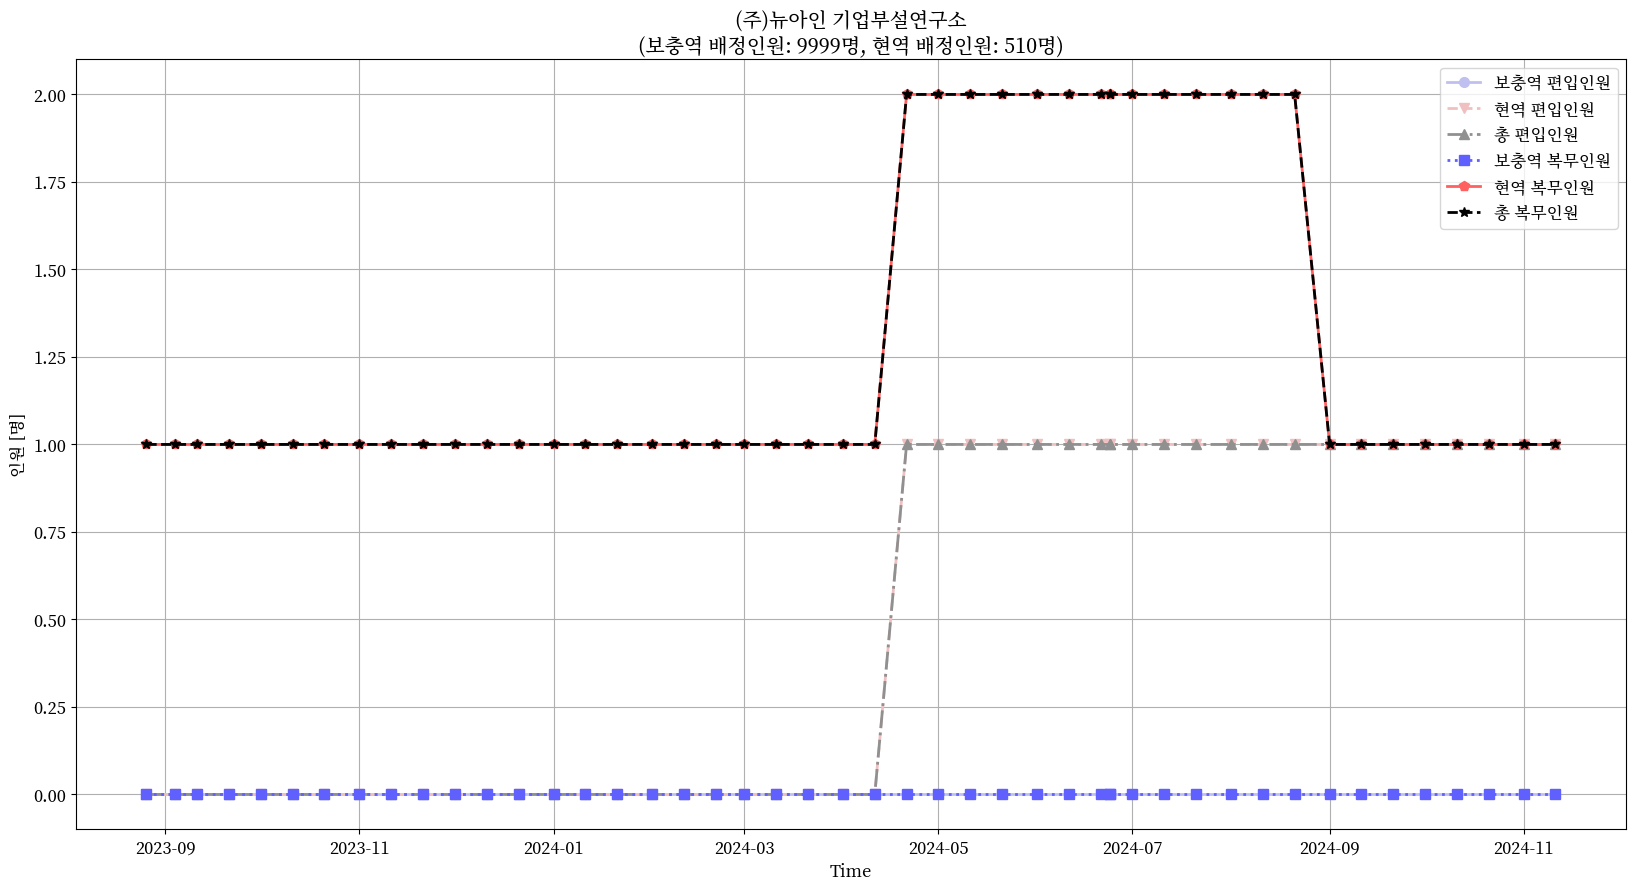 (주)뉴아인 기업부설연구소
(보충역 배정인원: 9999명, 현역 배정인원: 510명)
보충역 편입인원
현역 편입인원
총 편입인원
보충역 복무인원
현역 복무인원
총 복무인원
인원 [명]
2.00
1.75
1.50
1.25
1.00
0.75
0.50
0.25
0.00
2023-09
2023-11
2024-01
2024-03
2024-05
2024-07
2024-09
2024-11
Time